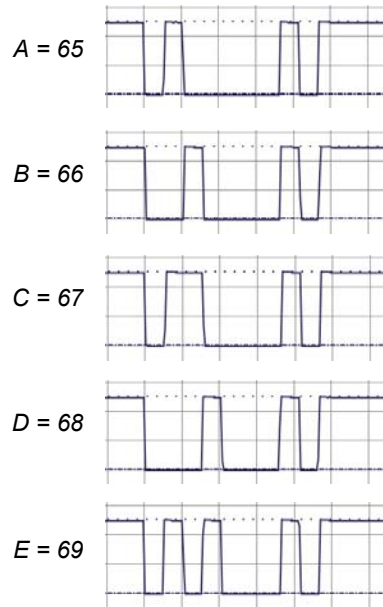 A = 65
B = 66
C = 67
D = 68
E = 69